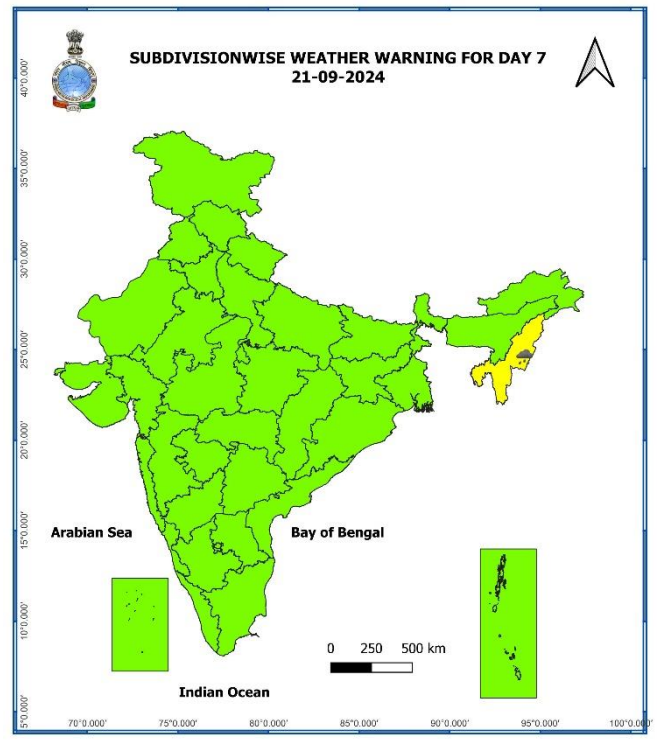 SUBDIVISIONWISE WEATHER WARNING FOR DAY 7
21-09-2024
40°0.000'
35°0.000'
30°0.000'
25°0.000'
20°0.000'
15°0.000'
10°0.000'
5°0.000'
Arabian Sea
Bay of Bengal
0 250 500 km
Indian Ocean
70°0.000' 75°0.000' 80°0.000' 85°0.000' 90°0.000' 95°0.000' 100°0.000'